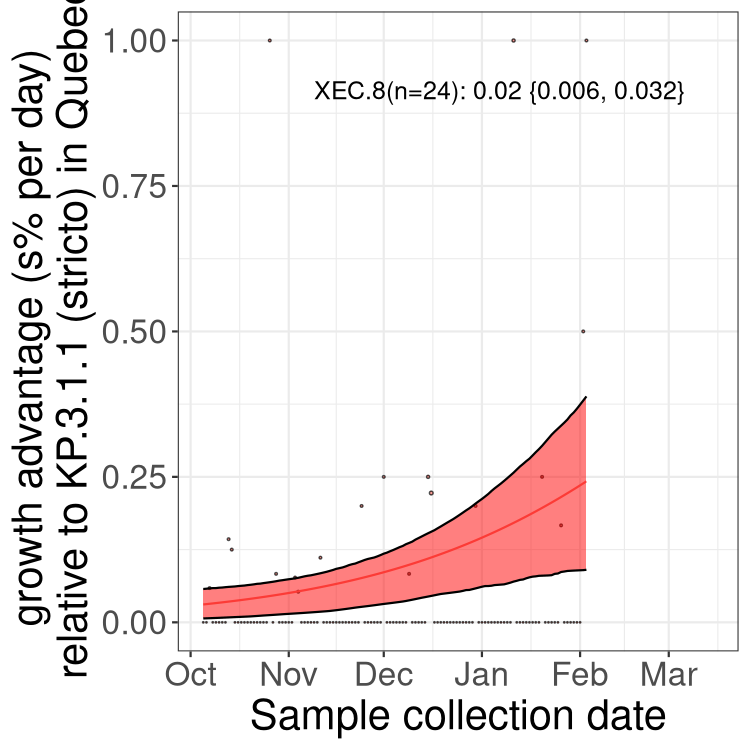 growth advantage (s% per day)
relative to KP.3.1.1 (stricto) in Quebec
1.00
0.75
0.50
0.25
0.00
XEC.8(n=24): 0.02 {0.006, 0.032}
Oct Nov Dec Jan Feb Mar
Sample collection date